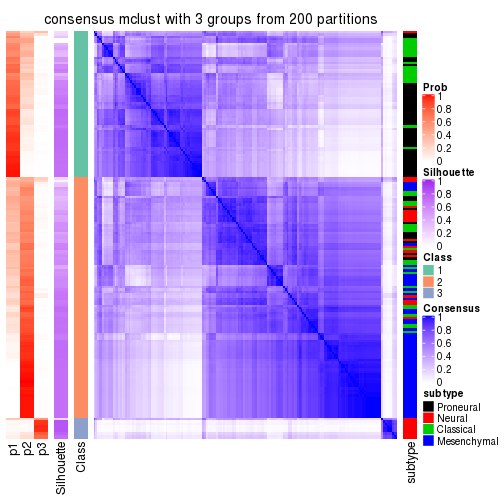 consensus mclust with 3 groups from 200 partitions
Prob
1
0.8
0.6
0.4
0.2
0
Silhouette
1
0.8
0.6
0.4
0.2
0
Class
1
2
3
Consensus
1
0.8
0.6
0.4
0.2
0
subtype
Proneural
Neural
Classical
Mesenchymal
p1
p2
p3
Silhouette
Class
subtype